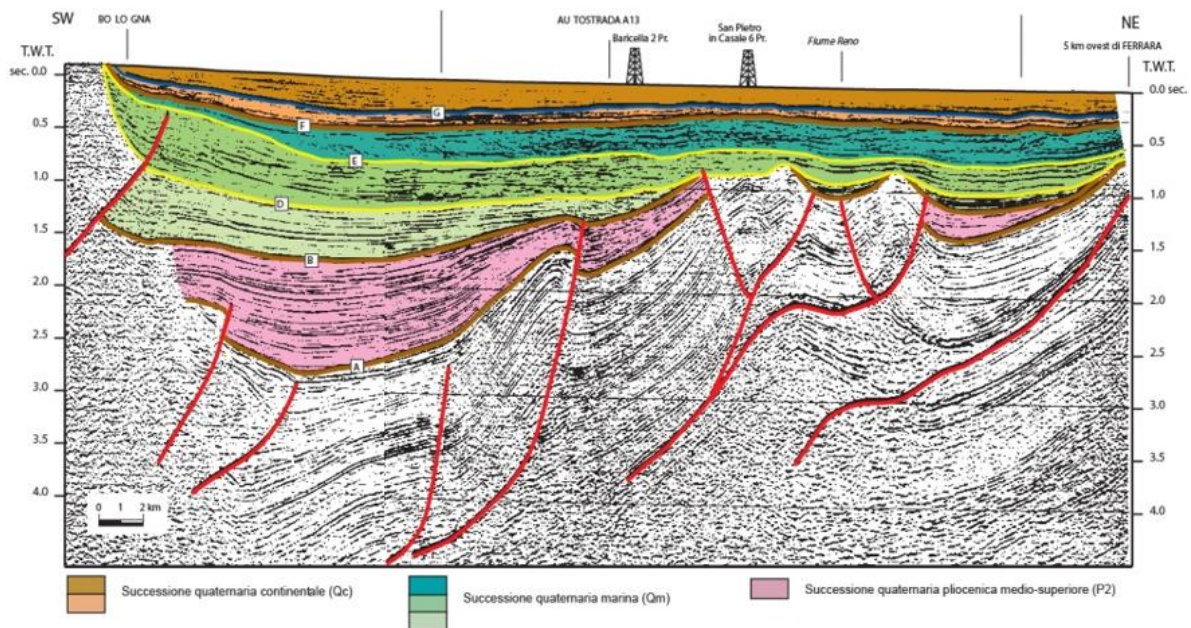 SW
BO LO GNA
AU TOSTRADA A13
Baricella 2 Pr.
San Pietro
in Casale 6 Pr.
Fiume Reno
NE
5 km ovest di FERRARA
T.W.T.
sec. 0.0
0.5
1.0
1.5
2.0
2.5
3.0
3.5
4.0
T.W.T.
0.0 sec.
0.5
1.0
1.5
2.0
2.5
3.0
3.5
4.0
G
F
E
D
B
A
0 1 2 km
Successione quaternaria continentale (Qc)
Successione quaternaria marina (Qm)
Successione quaternaria pliocenica medio-superiore (P2)